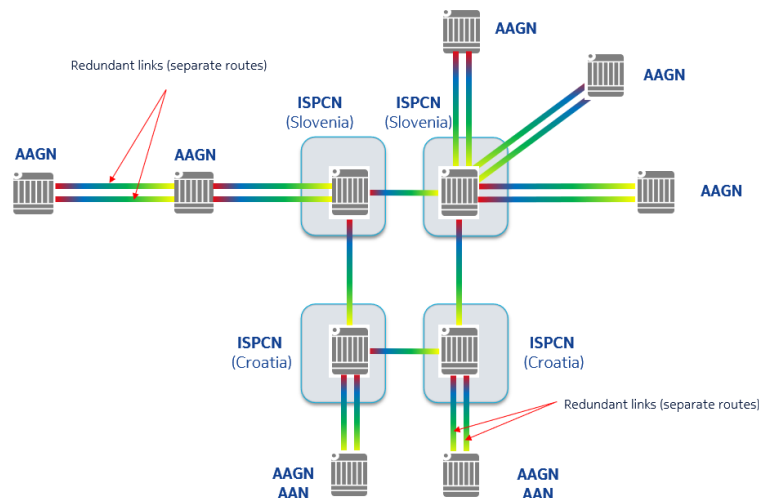 AAGN
Redundant links (separate routes)
AAGN
ISPCN
(Slovenia)
ISPCN
(Slovenia)
AAGN
AAGN
AAGN
ISPCN
(Croatia)
ISPCN
(Croatia)
Redundant links (separate routes)
AAGN
AAN
AAGN
AAN